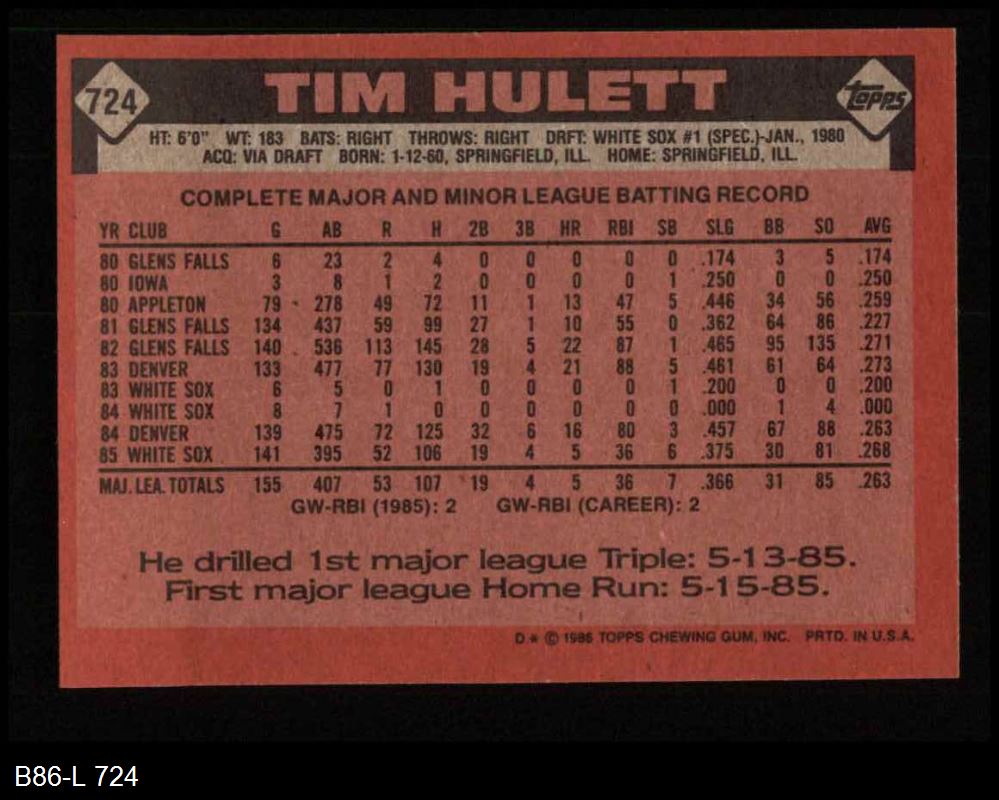 724
TIM HULETT
topps
HT: 6'0" WT: 183 BATS: RIGHT THROWS: RIGHT DRFT: WHITE SOX #1 (SPEC.)-JAN., 1980
ACQ: VIA DRAFT BORN: 1-12-60, SPRINGFIELD, ILL. HOME: SPRINGFIELD, ILL.
COMPLETE MAJOR AND MINOR LEAGUE BATTING RECORD
YR CLUB G AB R H 2B 3B HR RBI SB SLG BB SO AVG
80 GLENS FALLS 6 23 2 4 0 0 0 0 0 .174 3 5 .174
80 IOWA 3 8 1 2 0 0 0 0 1 .250 0 0 .250
80 APPLETON 79 278 49 72 11 1 13 47 5 .446 34 56 .259
81 GLENS FALLS 134 437 59 99 27 1 10 55 0 .362 64 86 .227
82 GLENS FALLS 140 536 113 145 28 5 22 87 1 .465 95 135 .271
83 DENVER 133 477 77 130 19 4 21 88 5 .461 61 64 .273
83 WHITE SOX 6 5 0 1 0 0 0 0 1 .200 0 0 .200
84 WHITE SOX 8 7 1 0 0 0 0 0 0 .000 1 4 .000
84 DENVER 139 475 72 125 32 6 16 80 3 .457 67 88 .263
85 WHITE SOX 141 395 52 106 19 4 5 36 6 .375 30 81 .268
MAJ. LEA. TOTALS 155 407 53 107 19 4 5 36 7 .366 31 85 .263
GW-RBI (1985): 2 GW-RBI (CAREER): 2
He drilled 1st major league Triple: 5-13-85.
First major league Home Run: 5-15-85.
D* © 1986 TOPPS CHEWING GUM, INC. PRTD. IN U.S.A.
B86-L 724